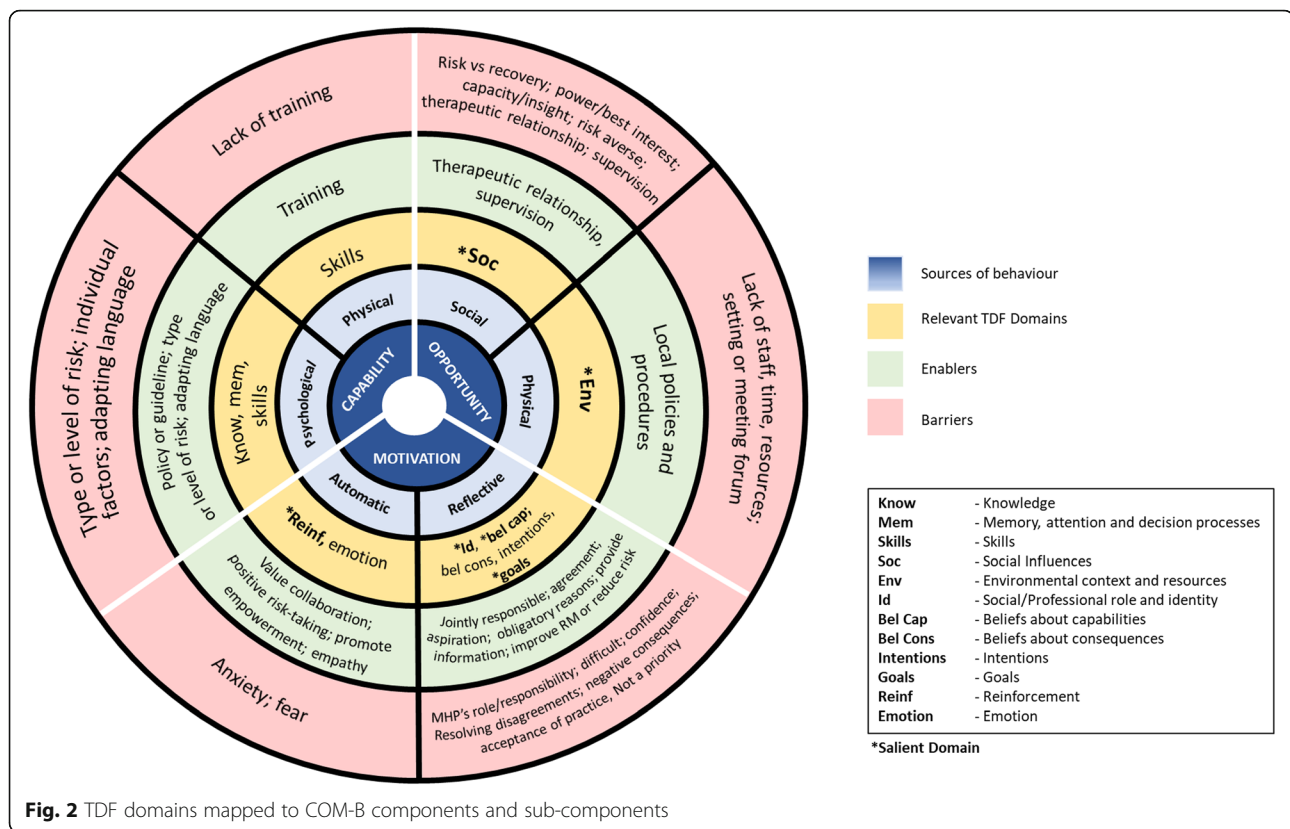 Lack of training
Risk vs recovery; power/best interest;
capacity/insight; risk averse;
therapeutic relationship; supervision
Training
Therapeutic relationship,
supervision
Skills
*Soc
Physical
Social
CAPABILITY
OPPORTUNITY
MOTIVATION
Type or level of risk; individual
factors; adapting language
Policy or guideline; type
or level of risk; adapting language
Know, mem,
skills
Psychological
Physical
*Env
Local policies and
procedures
Lack of staff, time, resources;
setting or meeting forum
Automatic
Reflective
*Reinf, emotion
*Id, *bel cap;
bel cons, intentions,
*goals
Value collaboration;
positive risk-taking; promote
empowerment; empathy
Jointly responsible; agreement;
aspiration; obligatory reasons; provide
information; improve RM or reduce risk
Anxiety; fear
MHP's role/responsibility; difficult; confidence;
Resolving disagreements; negative consequences;
acceptance of practice, Not a priority
Sources of behaviour
Relevant TDF Domains
Enablers
Barriers
Know - Knowledge
Mem - Memory, attention and decision processes
Skills - Skills
Soc - Social Influences
Env - Environmental context and resources
Id - Social/Professional role and identity
Bel Cap - Beliefs about capabilities
Bel Cons - Beliefs about consequences
Intentions - Intentions
Goals - Goals
Reinf - Reinforcement
Emotion - Emotion
*Salient Domain
Fig. 2 TDF domains mapped to COM-B components and sub-components